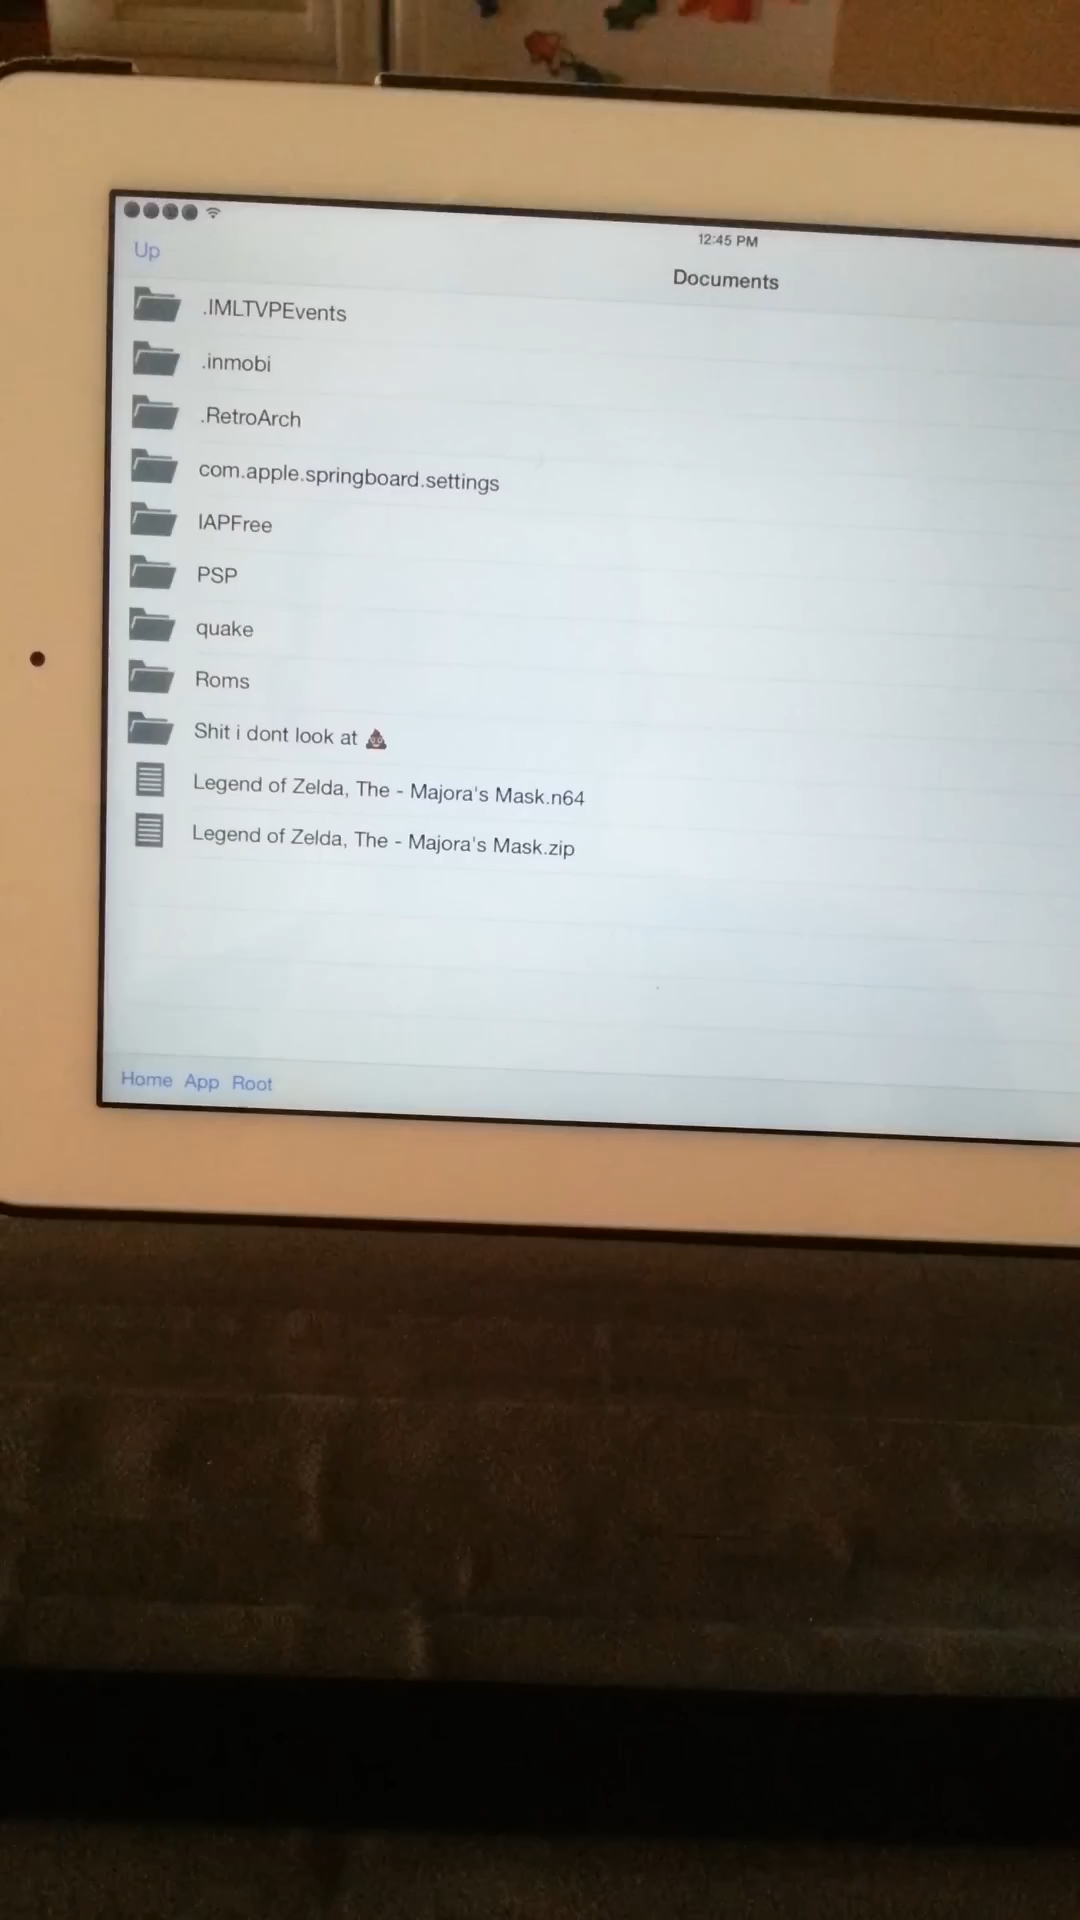 12:45 PM
Up
Documents
.IMLTVPEvents
.inmobi
.RetroArch
com.apple.springboard.settings
IAPFree
PSP
quake
Roms
Shit i dont look at 💩
Legend of Zelda, The - Majora's Mask.n64
Legend of Zelda, The - Majora's Mask.zip
Home App Root